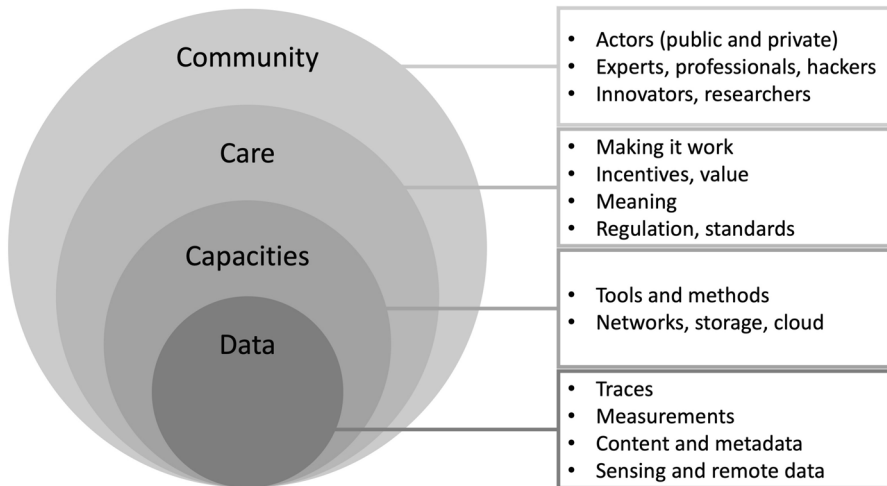 Community
Care
Capacities
Data
• Actors (public and private)
• Experts, professionals, hackers
• Innovators, researchers
• Making it work
• Incentives, value
• Meaning
• Regulation, standards
• Tools and methods
• Networks, storage, cloud
• Traces
• Measurements
• Content and metadata
• Sensing and remote data